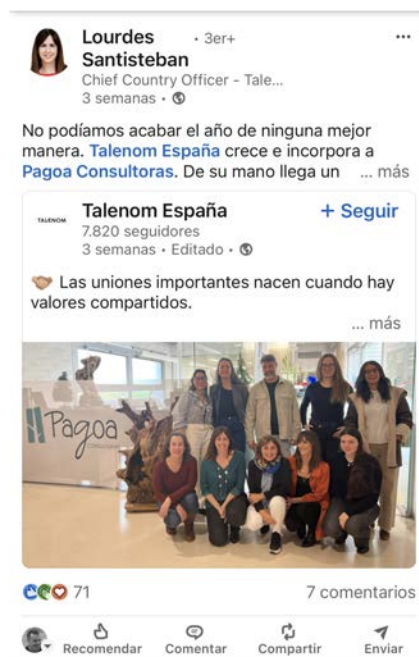 Lourdes Santisteban • 3er+
Chief Country Officer - Tale...
3 semanas •
No podíamos acabar el año de ninguna mejor
manera. Talenom España crece e incorpora a
Pagoa Consultoras. De su mano llega un ... más
TALENOM
Talenom España
+ Seguir
7.820 seguidores
3 semanas • Editado •
Las uniones importantes nacen cuando hay
valores compartidos.
... más
Pagoa
CONSULTORAS
71
7 comentarios
Recomendar
Comentar
Compartir
Enviar